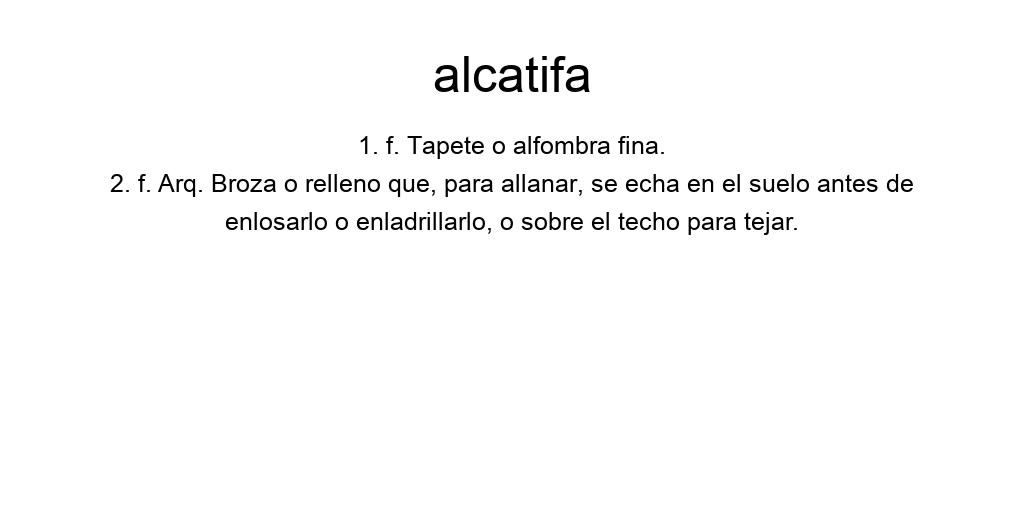 alcatifa
1. f. Tapete o alfombra fina.
2. f. Arq. Broza o relleno que, para allanar, se echa en el suelo antes de
enlosarlo o enladrillarlo, o sobre el techo para tejar.